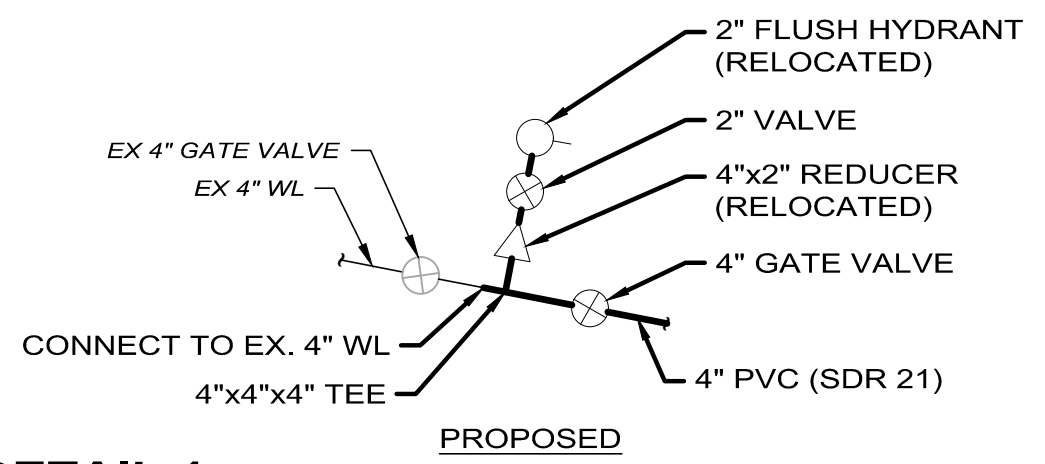 2" FLUSH HYDRANT
(RELOCATED)
2" VALVE
EX 4" GATE VALVE
EX 4" WL
4"x2" REDUCER
(RELOCATED)
4" GATE VALVE
CONNECT TO EX. 4" WL
4"x4"x4" TEE
4" PVC (SDR 21)
PROPOSED